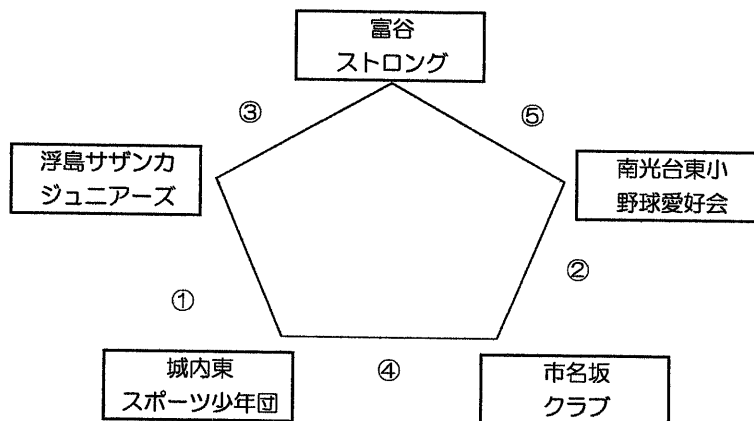 富谷
ストロング
③
⑤
浮島サザンカ
ジュニアーズ
南光台東小
野球愛好会
②
①
城内東
スポーツ少年団
④
市名坂
クラブ